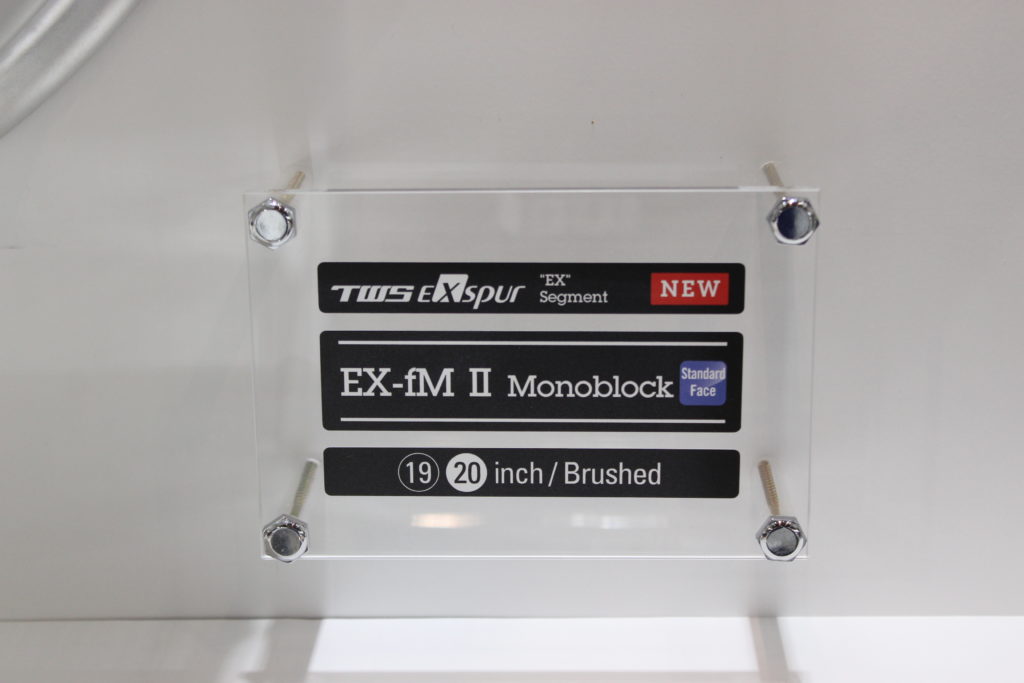 TWS EXspur "EX" Segment NEW
EX-fM II Monoblock Standard Face
19 20 inch / Brushed